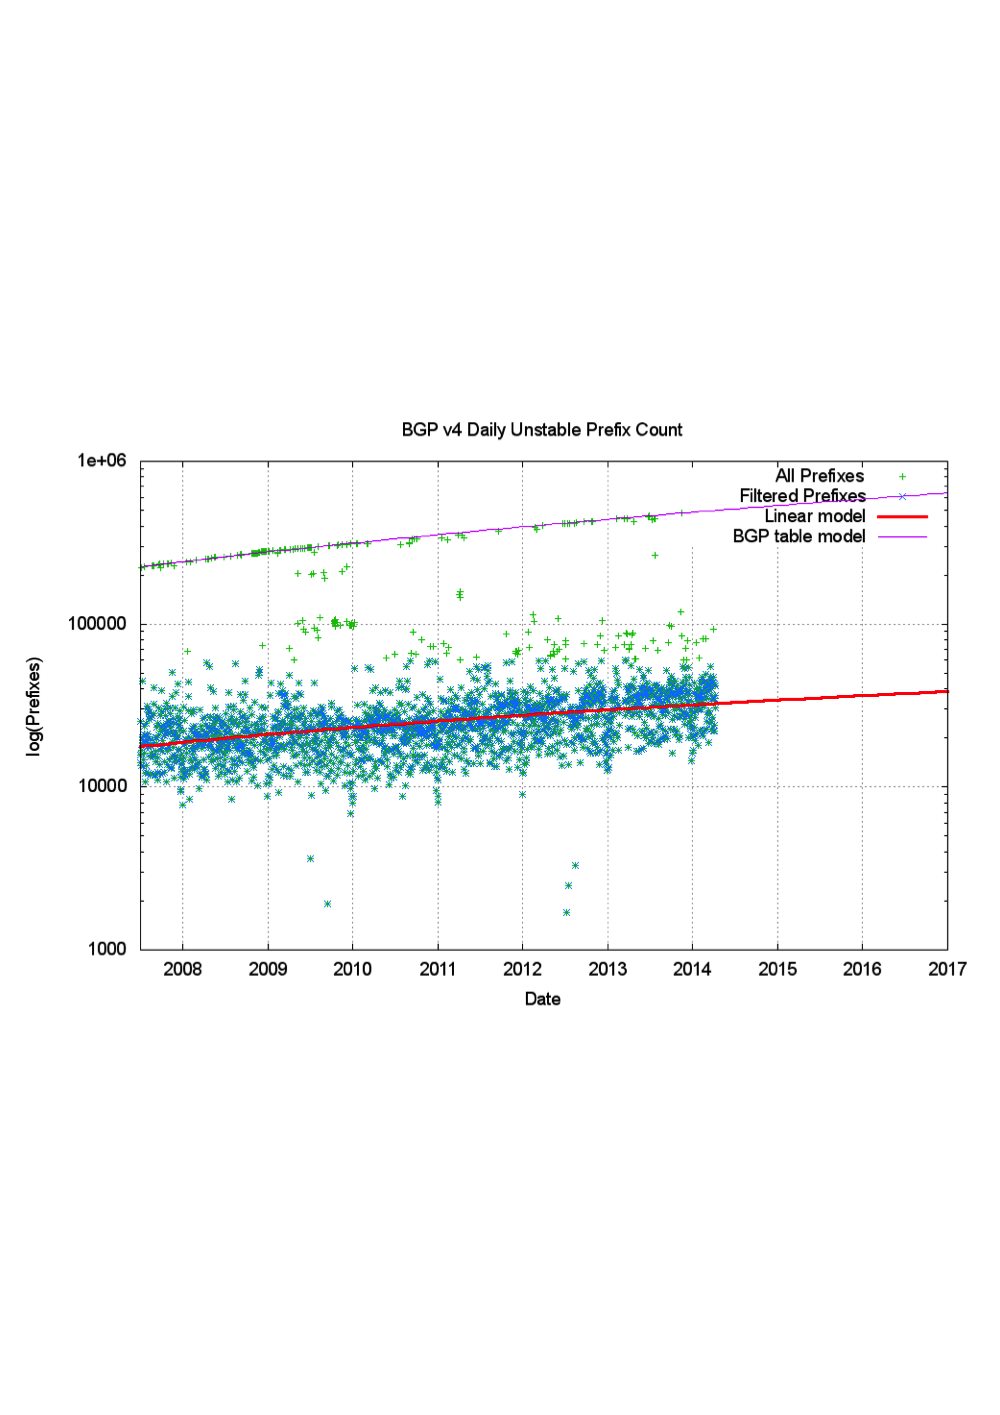 BGP v4 Daily Unstable Prefix Count
1e+06
100000
10000
1000
log(Prefixes)
All Prefixes
Filtered Prefixes
Linear model
BGP table model
2008 2009 2010 2011 2012 2013 2014 2015 2016 2017
Date